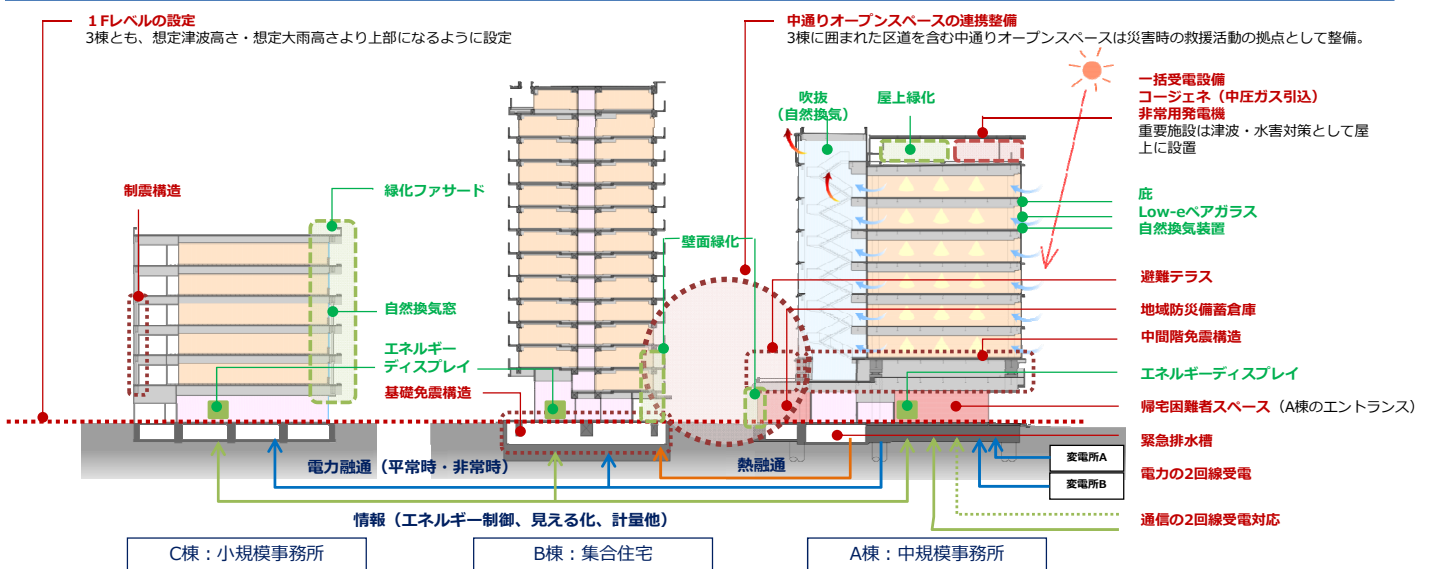 １Fレベルの設定
3棟とも、想定津波高さ・想定大雨高さより上部になるように設定
中通りオープンスペースの連携整備
3棟に囲まれた区道を含む中通りオープンスペースは災害時の救援活動の拠点として整備。
一括受電設備
コージェネ（中圧ガス引込）
非常用発電機
重要施設は津波・水害対策として屋
上に設置
吹抜
（自然換気）
屋上緑化
制震構造
緑化ファサード
庇
Low-eペアガラス
自然換気装置
壁面緑化
避難テラス
自然換気窓
地域防災備蓄倉庫
中間階免震構造
エネルギー
ディスプレイ
基礎免震構造
エネルギーディスプレイ
帰宅困難者スペース（A棟のエントランス）
緊急排水槽
電力融通（平常時・非常時）
熱融通
変電所A
変電所B
電力の2回線受電
情報（エネルギー制御、見える化、計量他）
通信の2回線受電対応
C棟：小規模事務所
B棟：集合住宅
A棟：中規模事務所